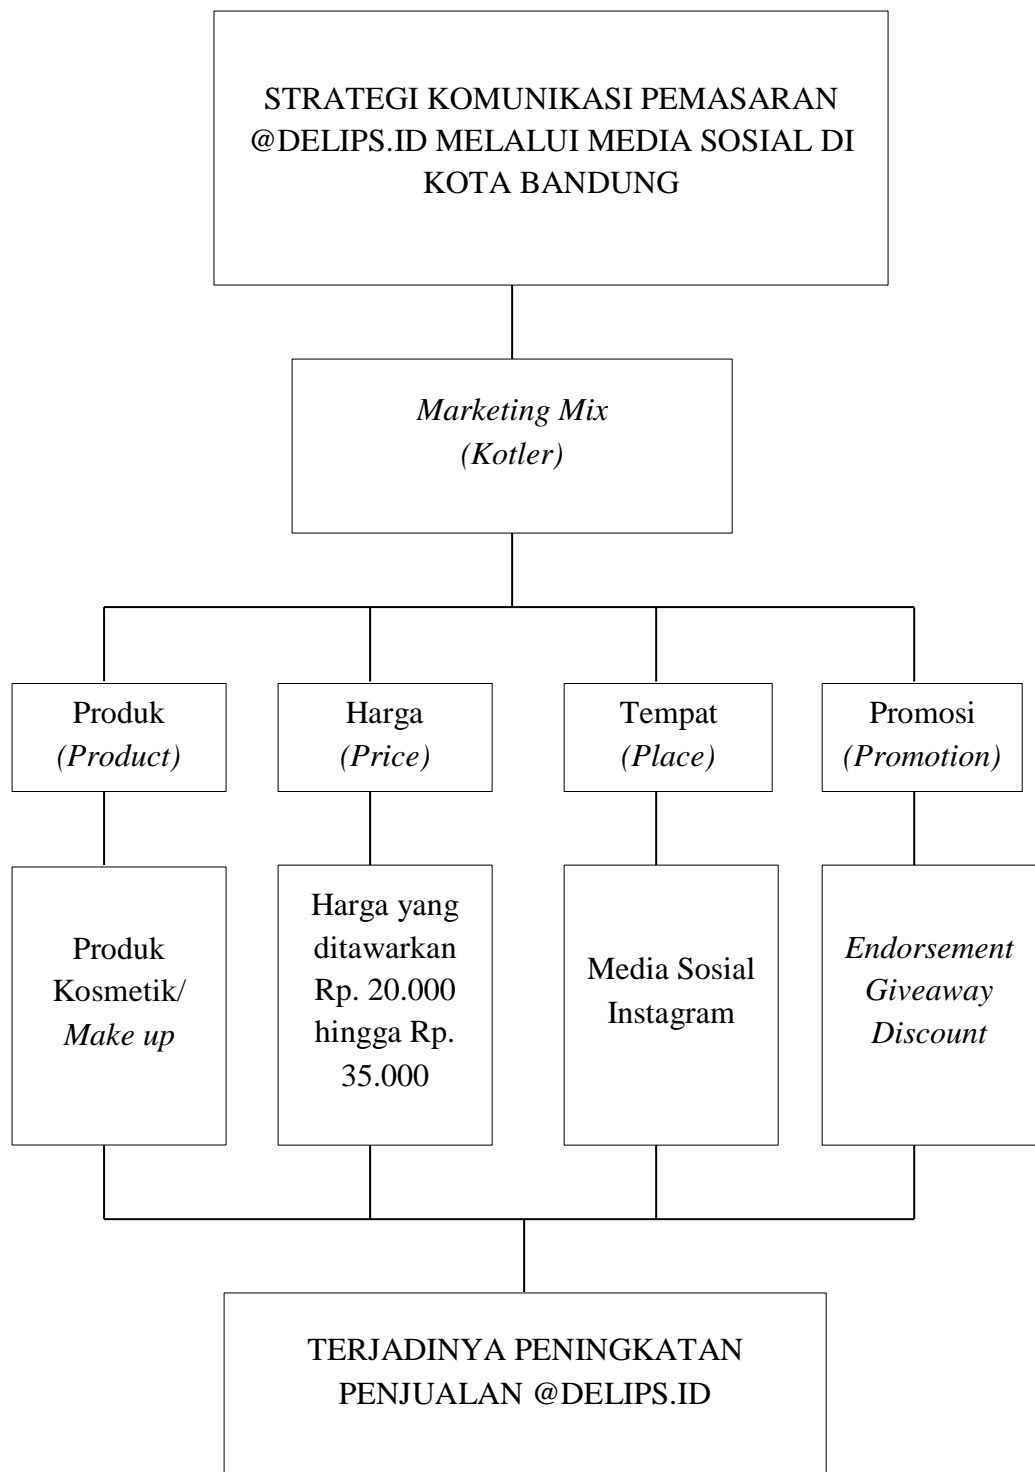 STRATEGI KOMUNIKASI PEMASARAN
@DELIPS.ID MELALUI MEDIA SOSIAL DI
KOTA BANDUNG
Marketing Mix
(Kotler)
Produk
(Product)
Harga
(Price)
Tempat
(Place)
Promosi
(Promotion)
Produk
Kosmetik/
Make up
Harga yang
ditawarkan
Rp. 20.000
hingga Rp.
35.000
Media Sosial
Instagram
Endorsement
Giveaway
Discount
TERJADINYA PENINGKATAN
PENJUALAN @DELIPS.ID